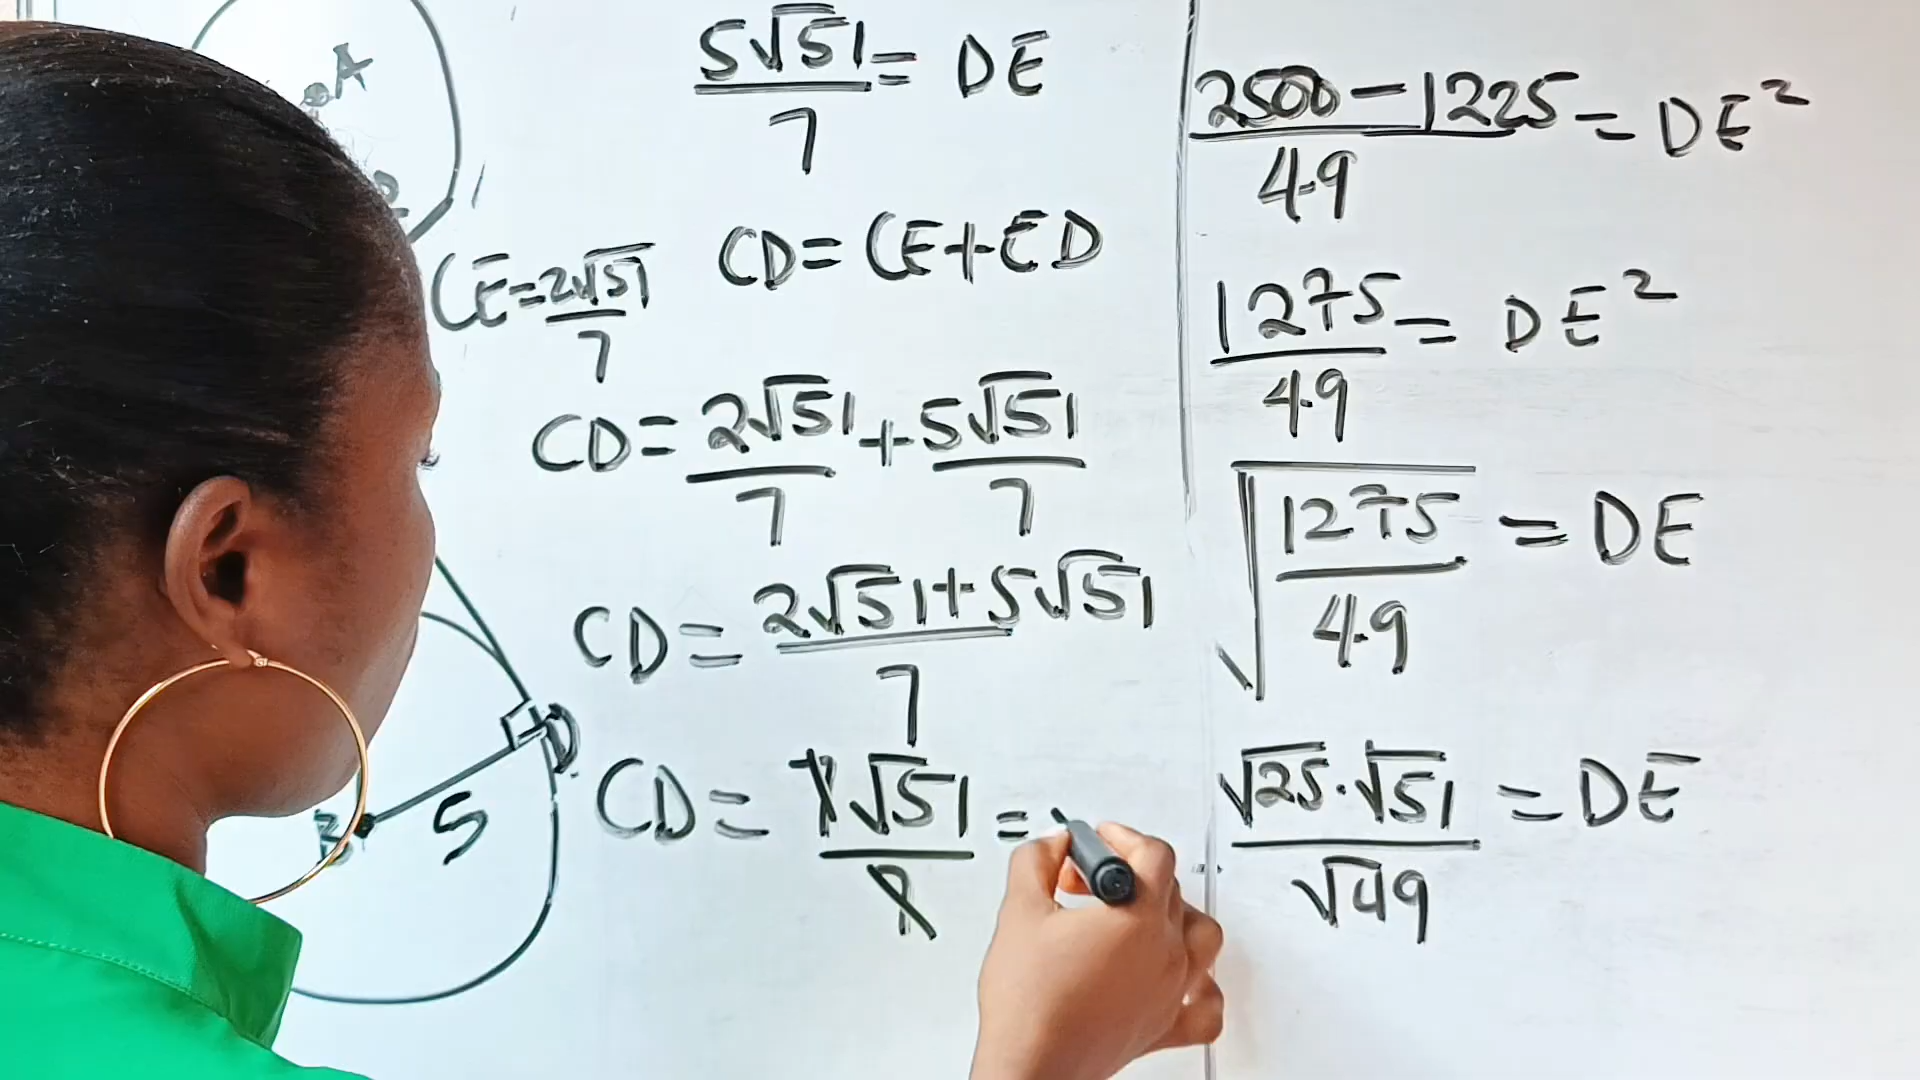 A
5√51/7 = DE
CD = CE + ED
CE = 2√51/7
CD = 2√51/7 + 5√51/7
CD = 2√51 + 5√51/7
CD = 7√51/7 =
D
B
5
2500 - 1225/49 = DE²
1275/49 = DE²
√1275/49 = DE
√25 · √51/√49 = DE